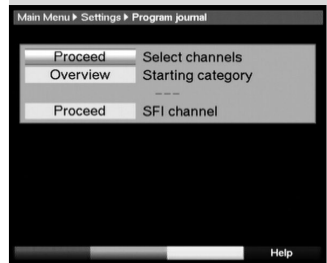 Main Menu ▸ Settings ▸ Program journal
Proceed Select channels
Overview Starting category
---
Proceed SFI channel
Help